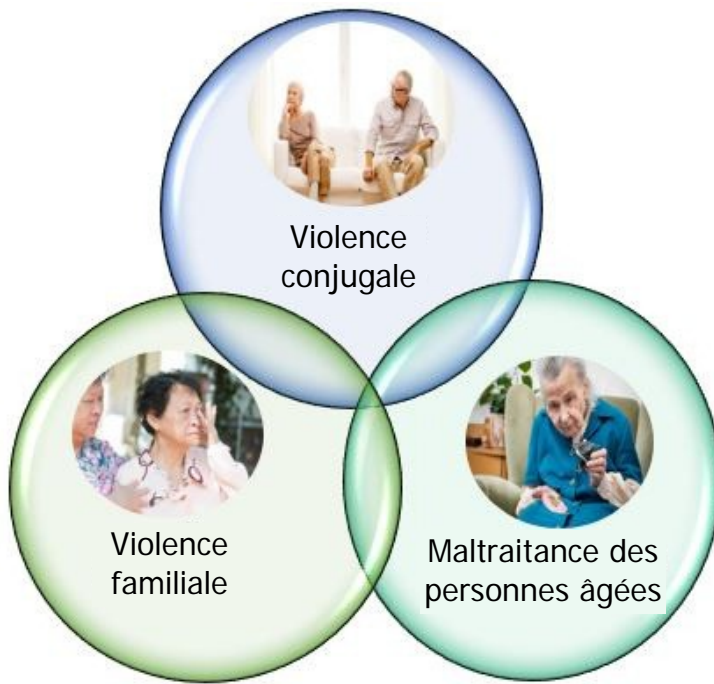 Violence
conjugale
Violence
familiale
Maltraitance des
personnes âgées